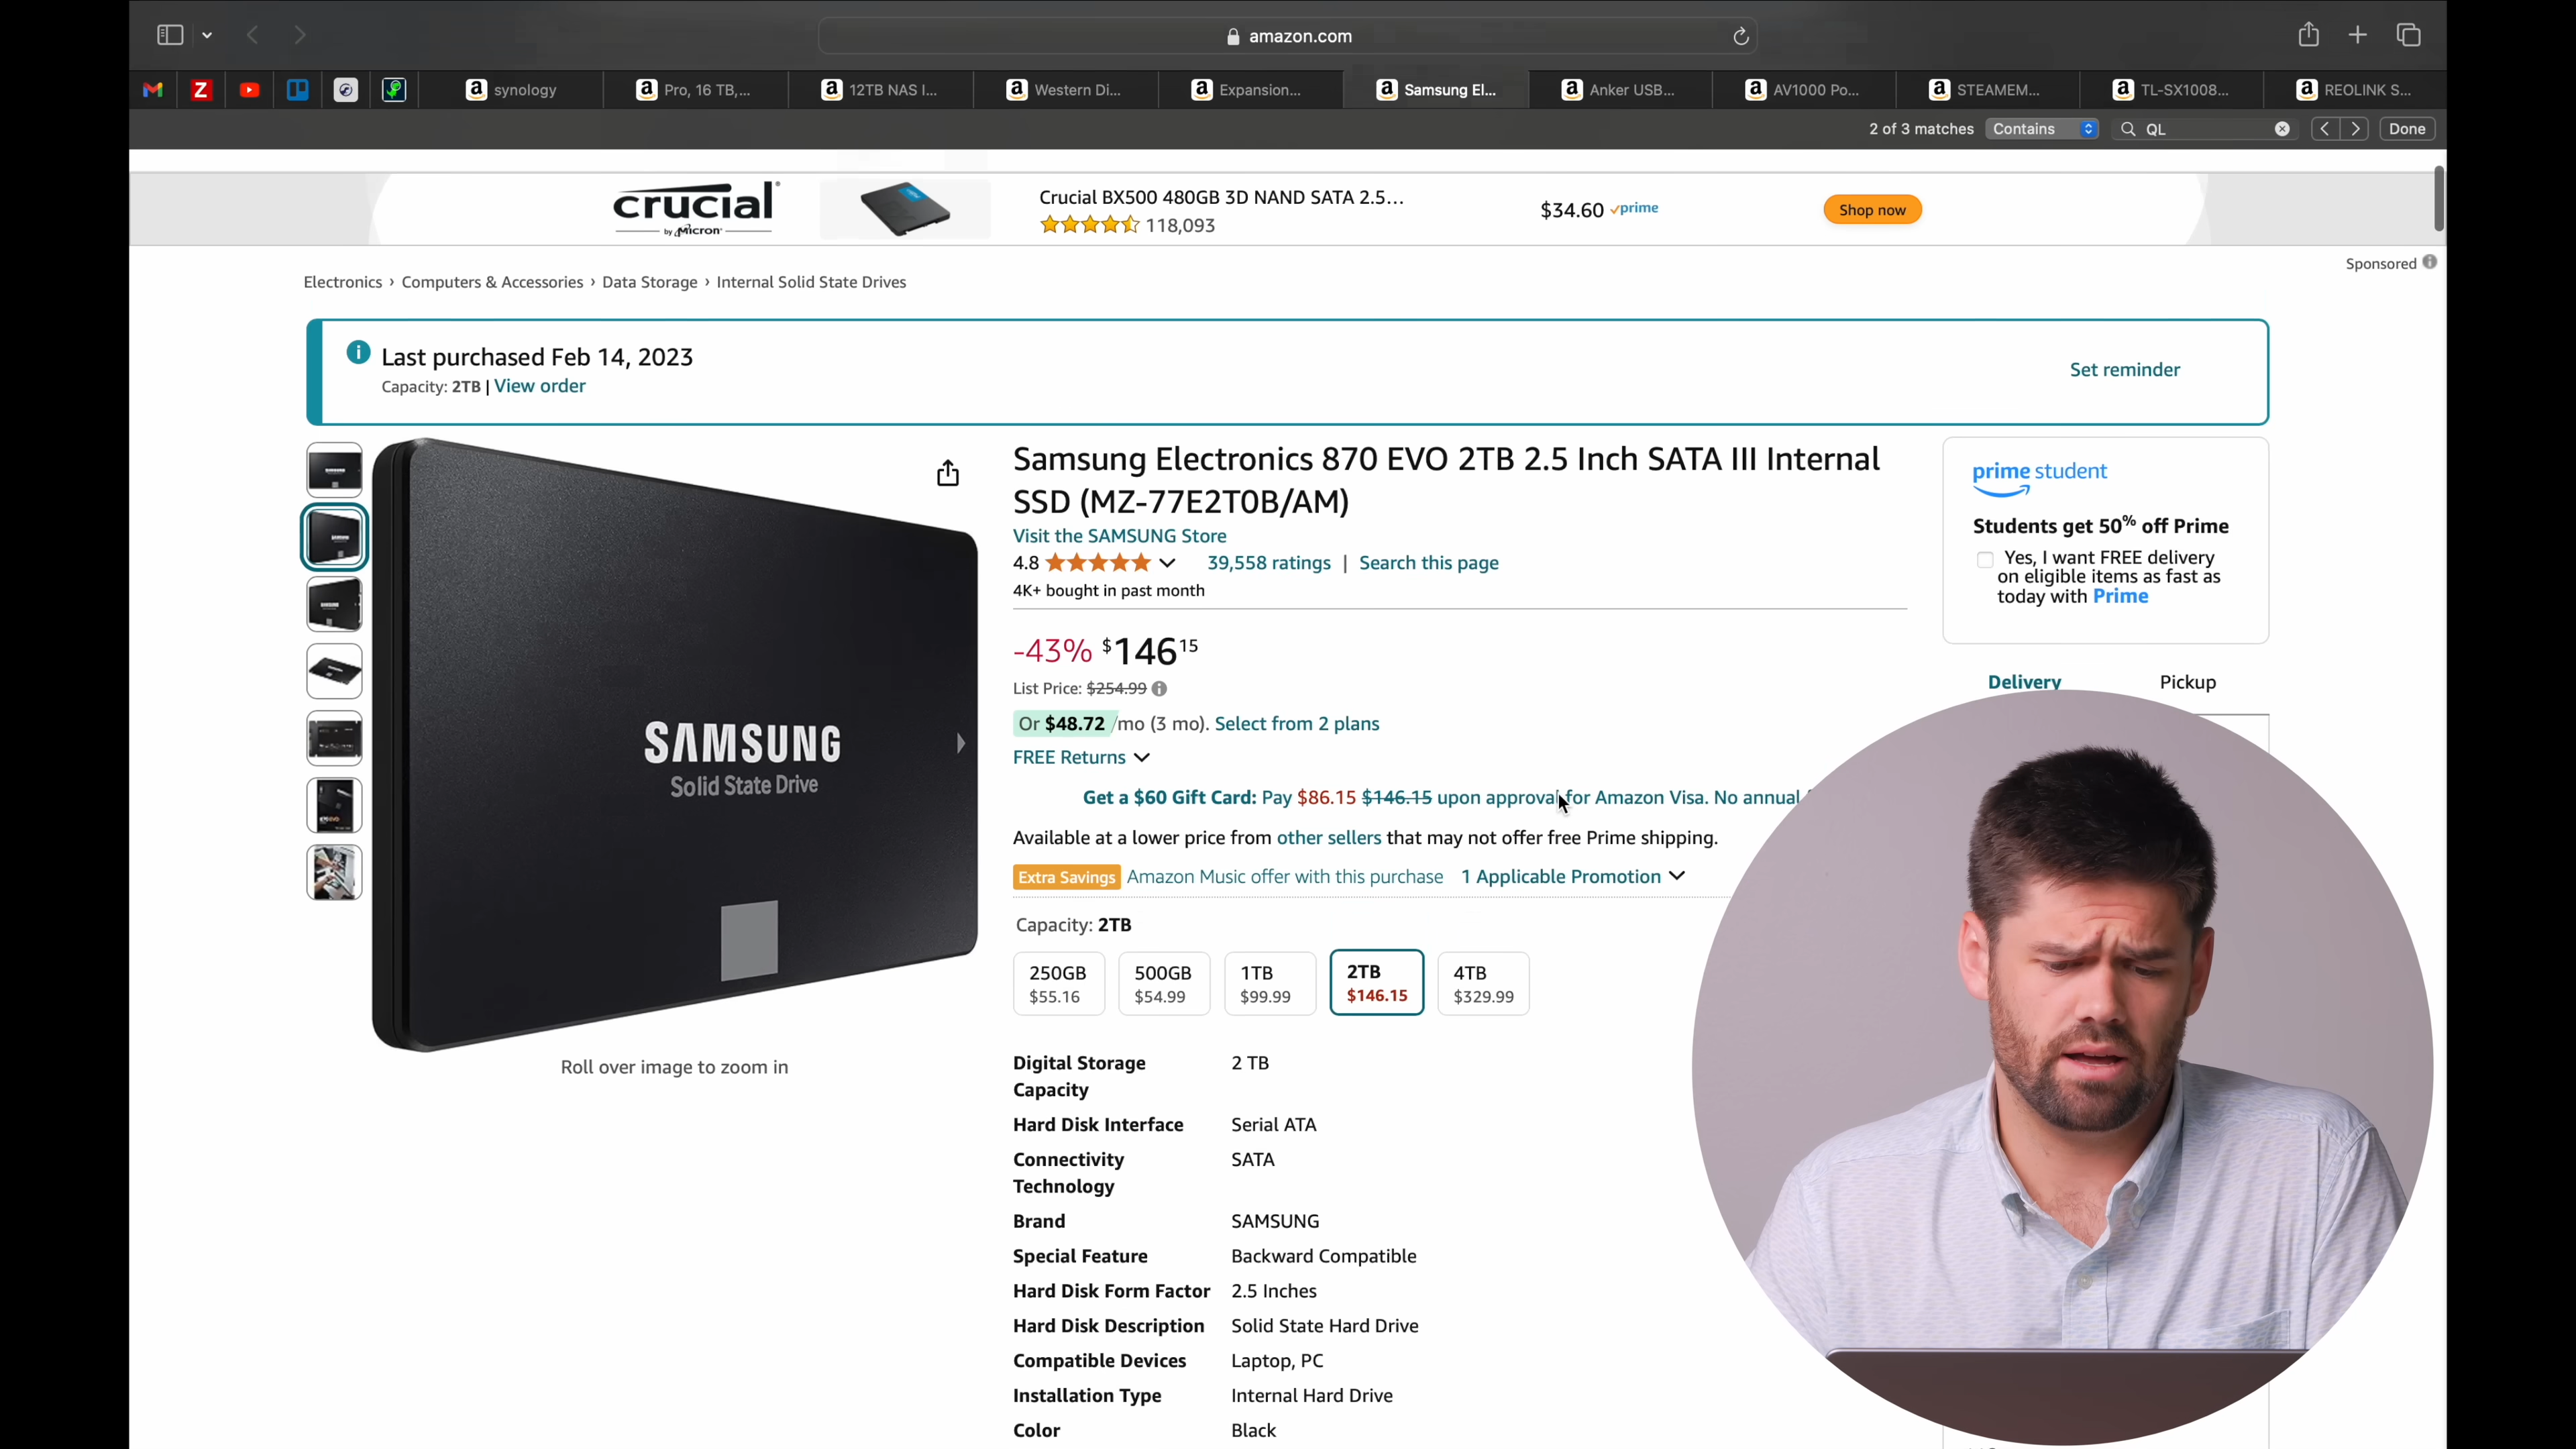 amazon.com
synology
Pro, 16 TB,...
12TB NAS I...
Western Di...
Expansion...
Samsung El...
Anker USB...
AV1000 Po...
STEAMEM...
TL-SX1008...
REOLINK S...
2 of 3 matches
Contains
QL
Done
crucial
by Micron
Crucial BX500 480GB 3D NAND SATA 2.5...
118,093
$34.60 prime
Shop now
Sponsored
Electronics › Computers & Accessories › Data Storage › Internal Solid State Drives
Last purchased Feb 14, 2023
Capacity: 2TB | View order
Set reminder
SAMSUNG
Solid State Drive
Roll over image to zoom in
Samsung Electronics 870 EVO 2TB 2.5 Inch SATA III Internal
SSD (MZ-77E2T0B/AM)
Visit the SAMSUNG Store
4.8 39,558 ratings | Search this page
4K+ bought in past month
-43% $146 15
List Price: $254.99
Or $48.72 /mo (3 mo). Select from 2 plans
FREE Returns
Get a $60 Gift Card: Pay $86.15 $146.15 upon approval for Amazon Visa. No annual
Available at a lower price from other sellers that may not offer free Prime shipping.
Extra Savings Amazon Music offer with this purchase 1 Applicable Promotion
Capacity: 2TB
250GB
$55.16
500GB
$54.99
1TB
$99.99
2TB
$146.15
4TB
$329.99
Digital Storage Capacity 2 TB
Hard Disk Interface Serial ATA
Connectivity Technology SATA
Brand SAMSUNG
Special Feature Backward Compatible
Hard Disk Form Factor 2.5 Inches
Hard Disk Description Solid State Hard Drive
Compatible Devices Laptop, PC
Installation Type Internal Hard Drive
Color Black
prime student
Students get 50% off Prime
Yes, I want FREE delivery
on eligible items as fast as
today with Prime
Delivery
Pickup